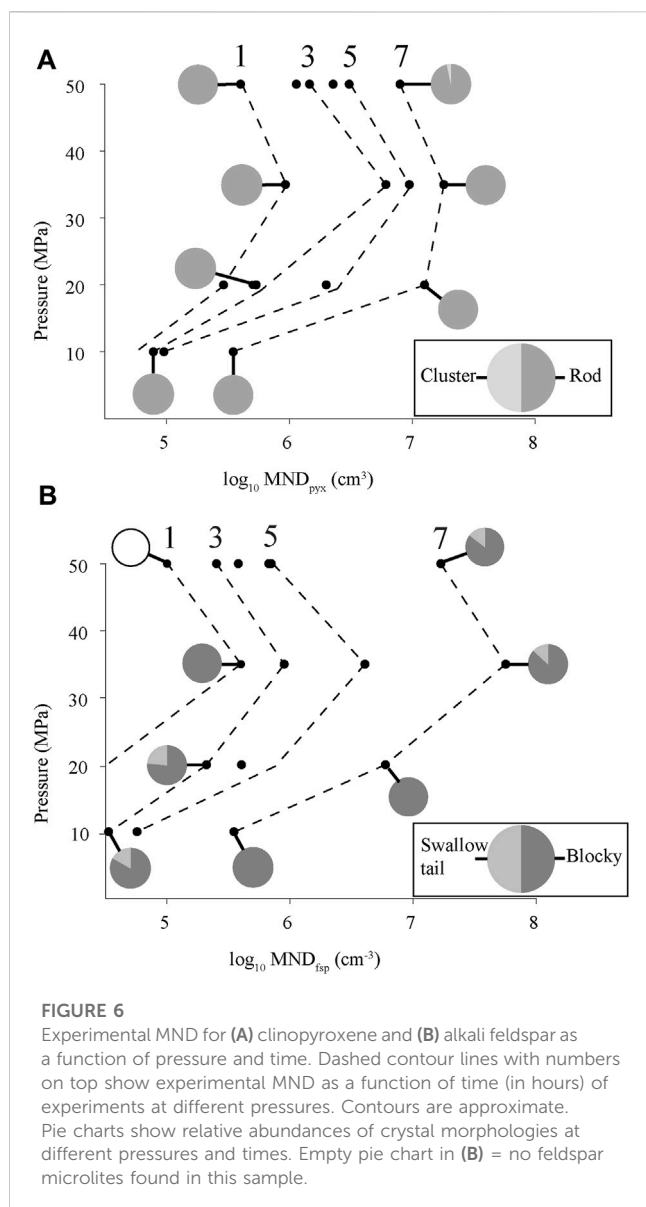 A
1 3 5 7
50
40
30
20
10
Pressure (MPa)
Cluster Rod
5 6 7 8
log10 MNDpyx (cm3)
B
1 3 5 7
50
40
30
20
10
Pressure (MPa)
Swallow
tail
Blocky
5 6 7 8
log10 MNDfsp (cm-3)
FIGURE 6
Experimental MND for (A) clinopyroxene and (B) alkali feldspar as
a function of pressure and time. Dashed contour lines with numbers
on top show experimental MND as a function of time (in hours) of
experiments at different pressures. Contours are approximate.
Pie charts show relative abundances of crystal morphologies at
different pressures and times. Empty pie chart in (B) = no feldspar
microlites found in this sample.